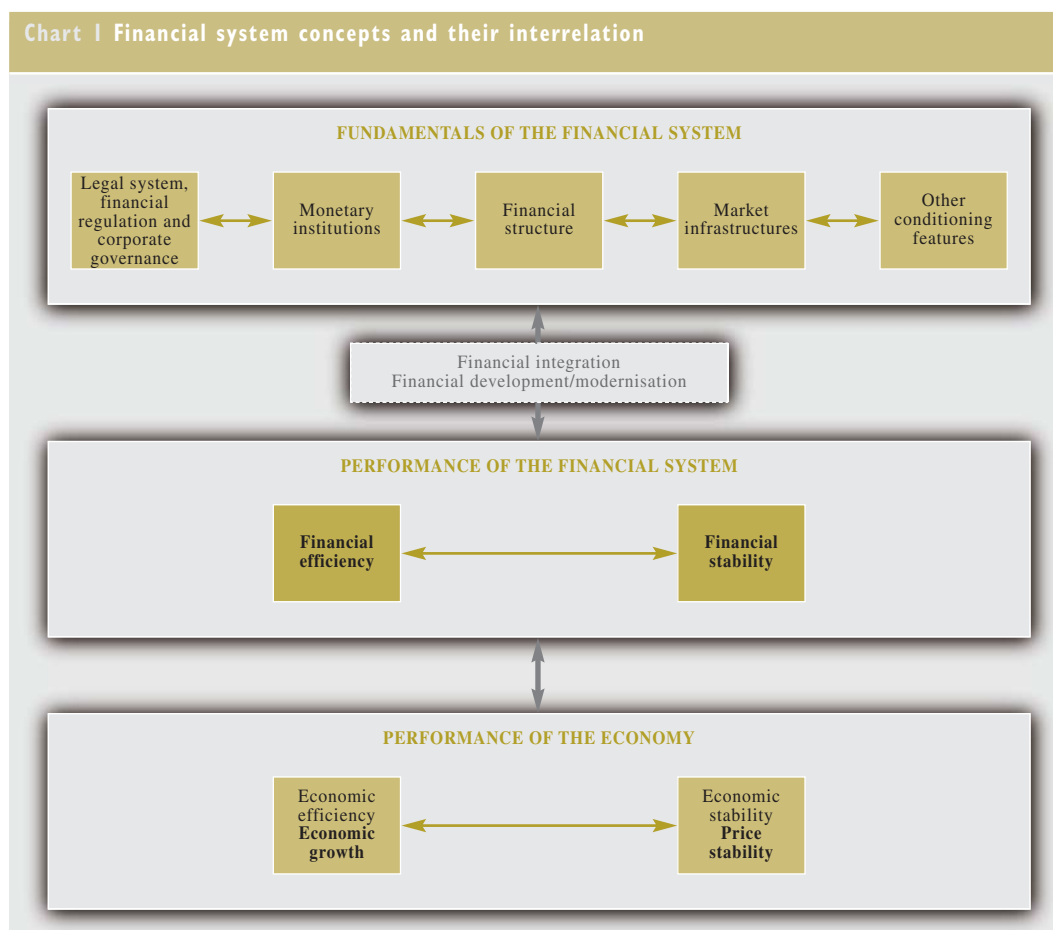 Chart 1 Financial system concepts and their interrelation
FUNDAMENTALS OF THE FINANCIAL SYSTEM
Legal system,
financial
regulation and
corporate
governance
Monetary
institutions
Financial
structure
Market
infrastructures
Other
conditioning
features
Financial integration
Financial development/modernisation
PERFORMANCE OF THE FINANCIAL SYSTEM
Financial
efficiency
Financial
stability
PERFORMANCE OF THE ECONOMY
Economic
efficiency
Economic
growth
Economic
stability
Price
stability